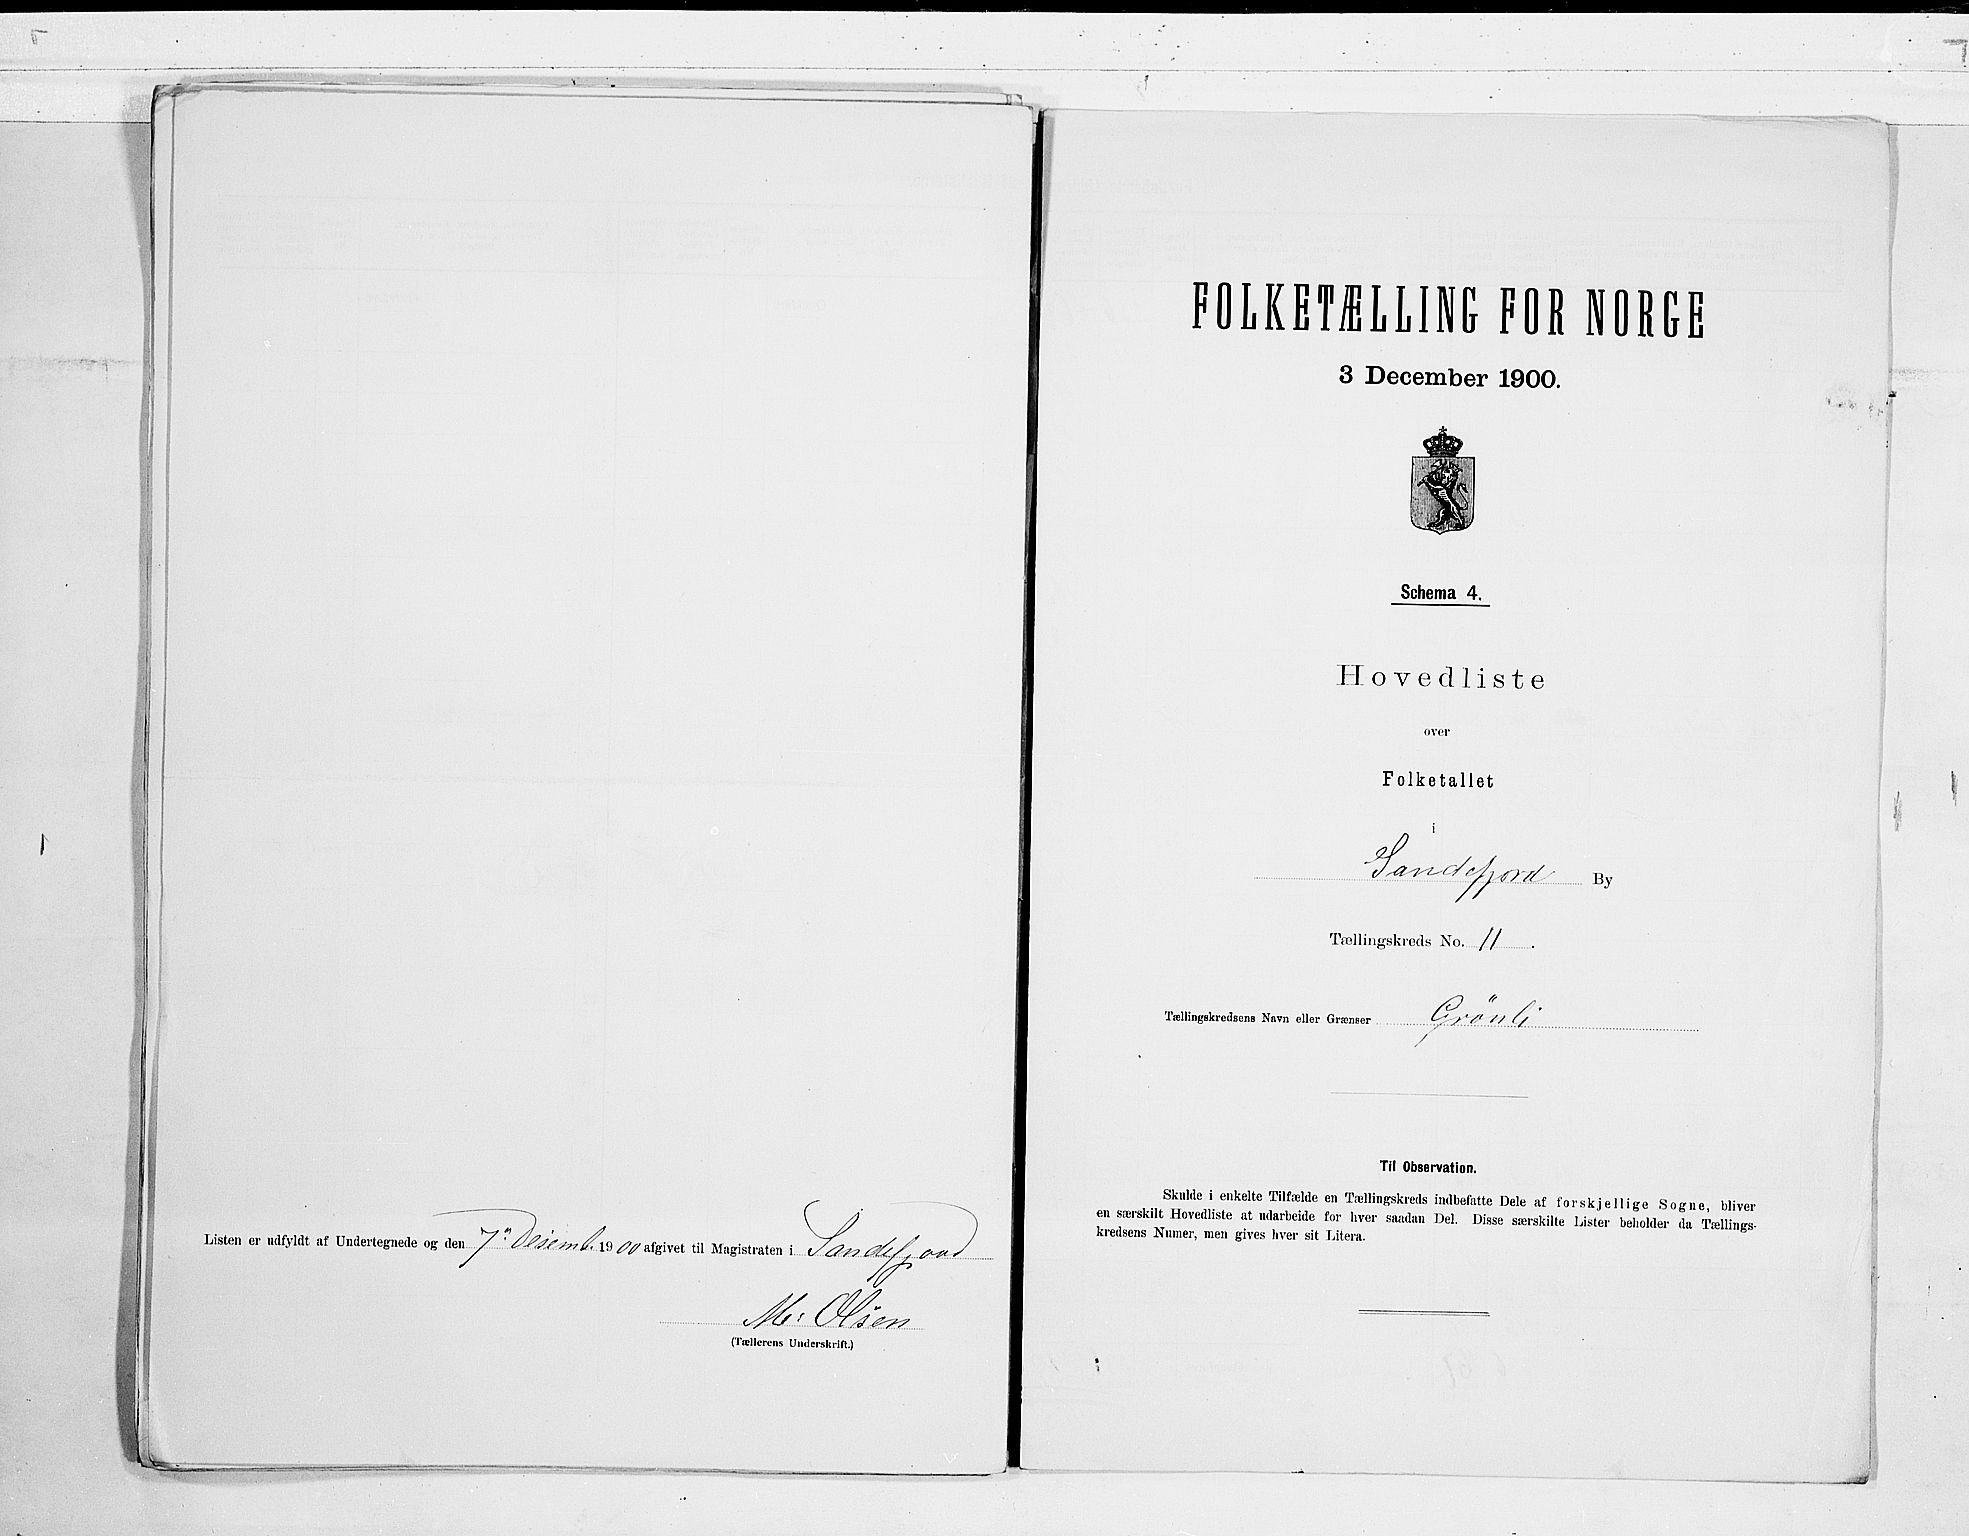 Listen er udfyldt af Undertegnede og den 7de Desemb. 1900 afgivet til Magistraten i Sandefjord
M. Olsen
(Tællerens Underskrift.)
FOLKETÆLLING FOR NORGE
3 December 1900.
Schema 4.
Hovedliste
over
Folketallet
i
Sandefjord By
Tællingskreds No. 11.
Tællingskredsens Navn eller Grænser Grönli
Til Observation.
Skulde i enkelte Tilfælde en Tællingskreds indbefatte Dele af forskjellige Sogne, bliver
en særskilt Hovedliste at udarbeide for hver saadan Del. Disse særskilte Lister beholder da Tællings-
kredsens Numer, men gives hver sit Litera.